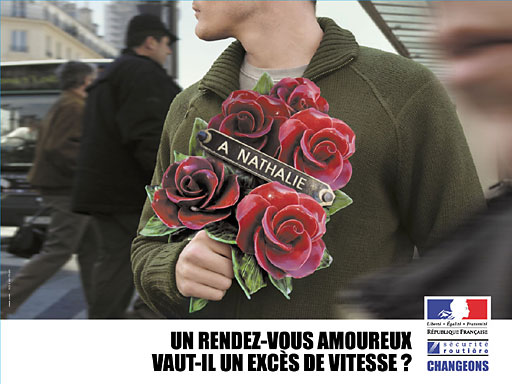 A NATHALIE
UN RENDEZ-VOUS AMOUREUX
VAUT-IL UN EXCÈS DE VITESSE ?
Liberté • Égalité • Fraternité
RÉPUBLIQUE FRANÇAISE
sécurité
routière
CHANGEONS